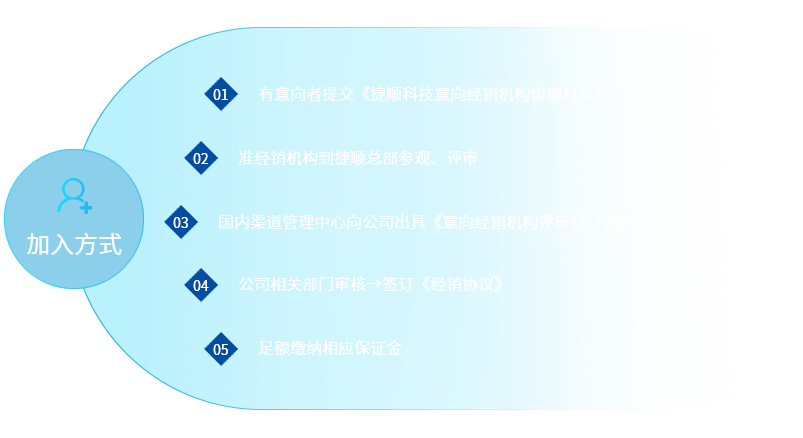 01 有意向者提交《捷顺科技意向经销机构申请材料》
02 准经销机构到捷顺总部参观、评审
03 国内渠道管理中心向公司出具《意向经销机构评审打分表》
加入方式
04 公司相关部门审核→签订《经销协议》
05 足额缴纳相应保证金